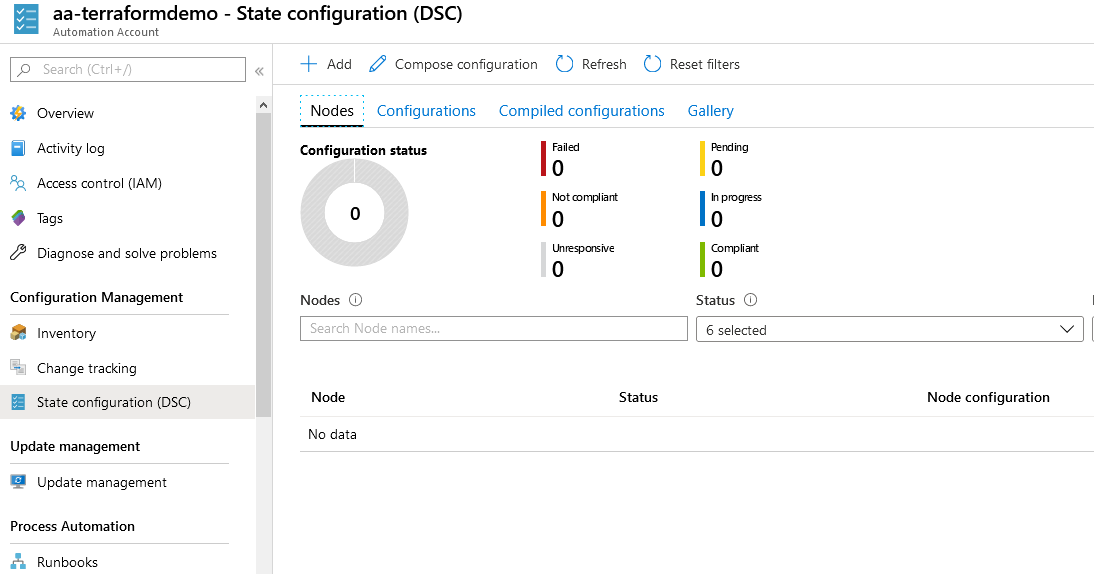 aa-terraformdemo - State configuration (DSC)
Automation Account
Search (Ctrl+/)
«
Overview
Activity log
Access control (IAM)
Tags
Diagnose and solve problems
Configuration Management
Inventory
Change tracking
State configuration (DSC)
Update management
Update management
Process Automation
Runbooks
Add
Compose configuration
Refresh
Reset filters
Nodes
Configurations
Compiled configurations
Gallery
Configuration status
0
Failed
0
Pending
0
Not compliant
0
In progress
0
Unresponsive
0
Compliant
0
Nodes
Status
Search Node names...
6 selected
Node
Status
Node configuration
No data